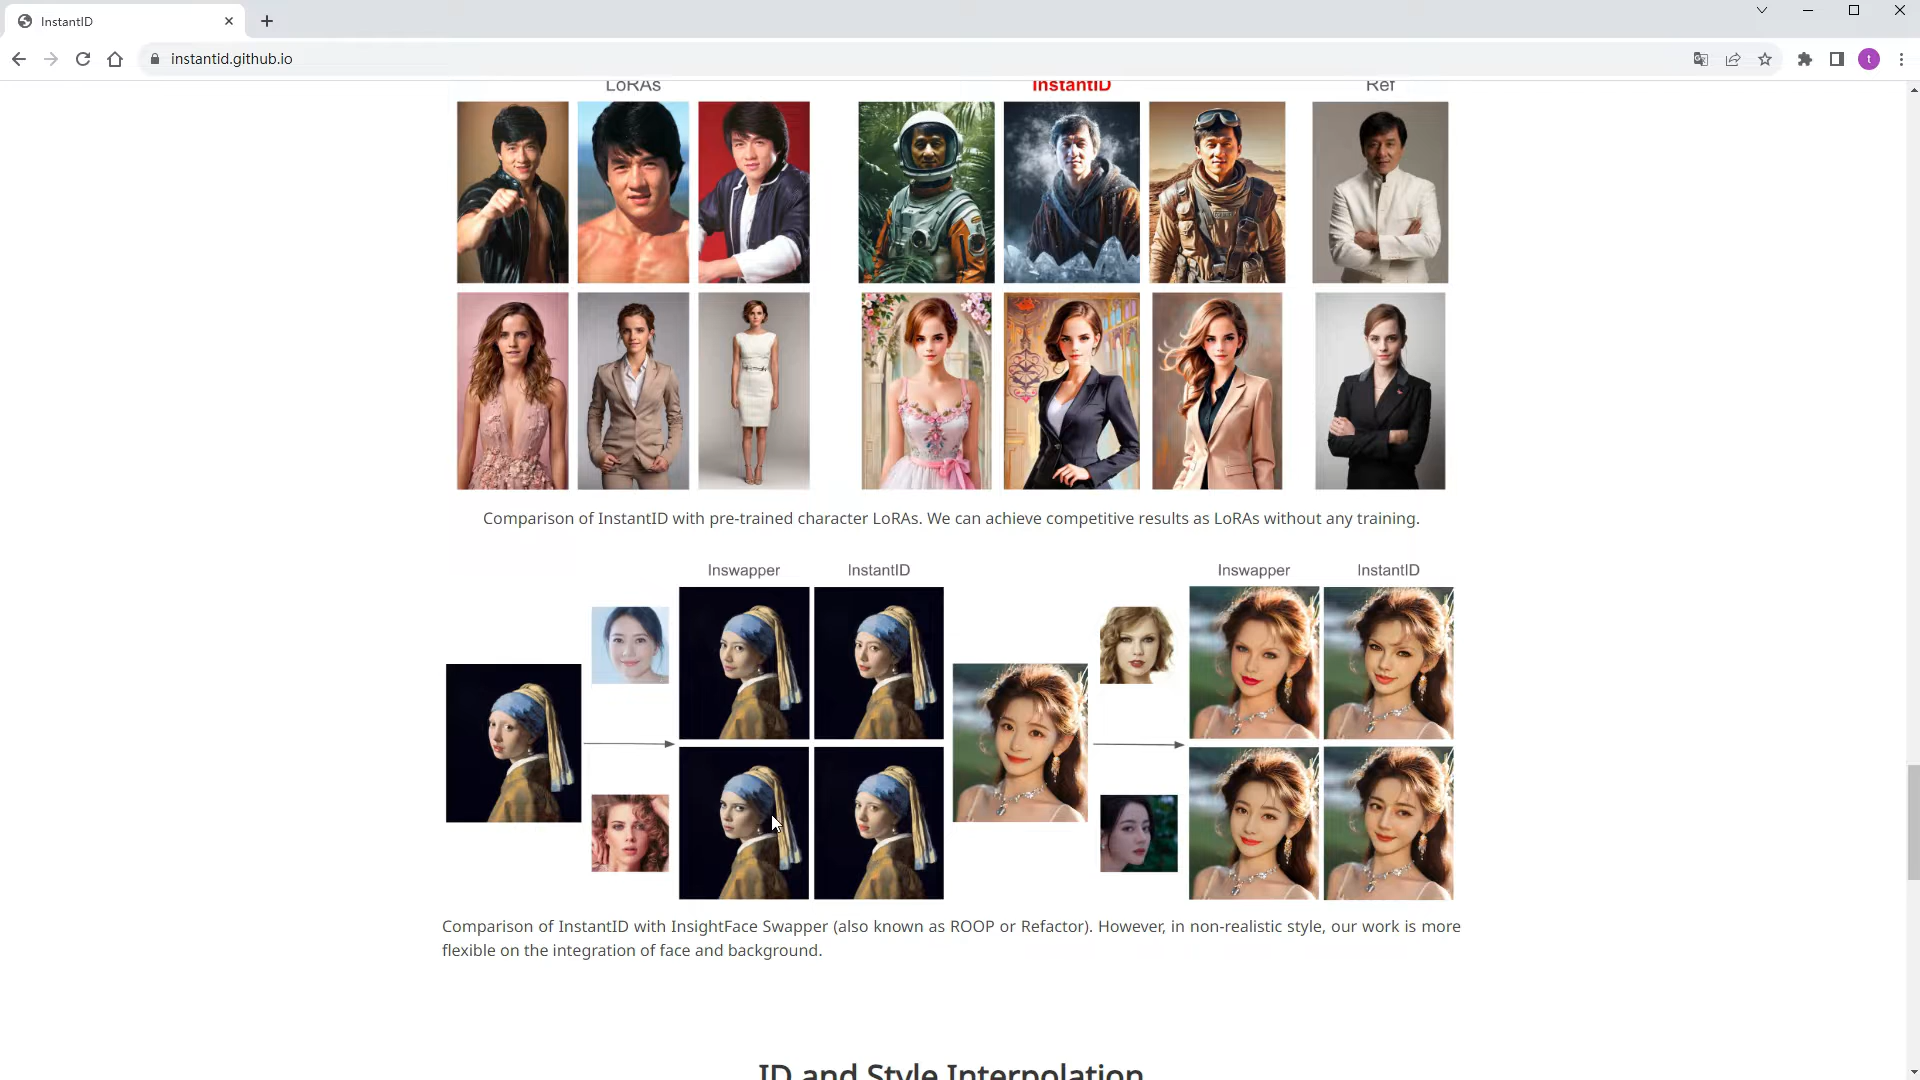 InstantID
instantid.github.io
t
LoRAs InstantID Ref
Comparison of InstantID with pre-trained character LoRAs. We can achieve competitive results as LoRAs without any training.
Inswapper InstantID Inswapper InstantID
Comparison of InstantID with InsightFace Swapper (also known as ROOP or Refactor). However, in non-realistic style, our work is more
flexible on the integration of face and background.
ID and Style Interpolation